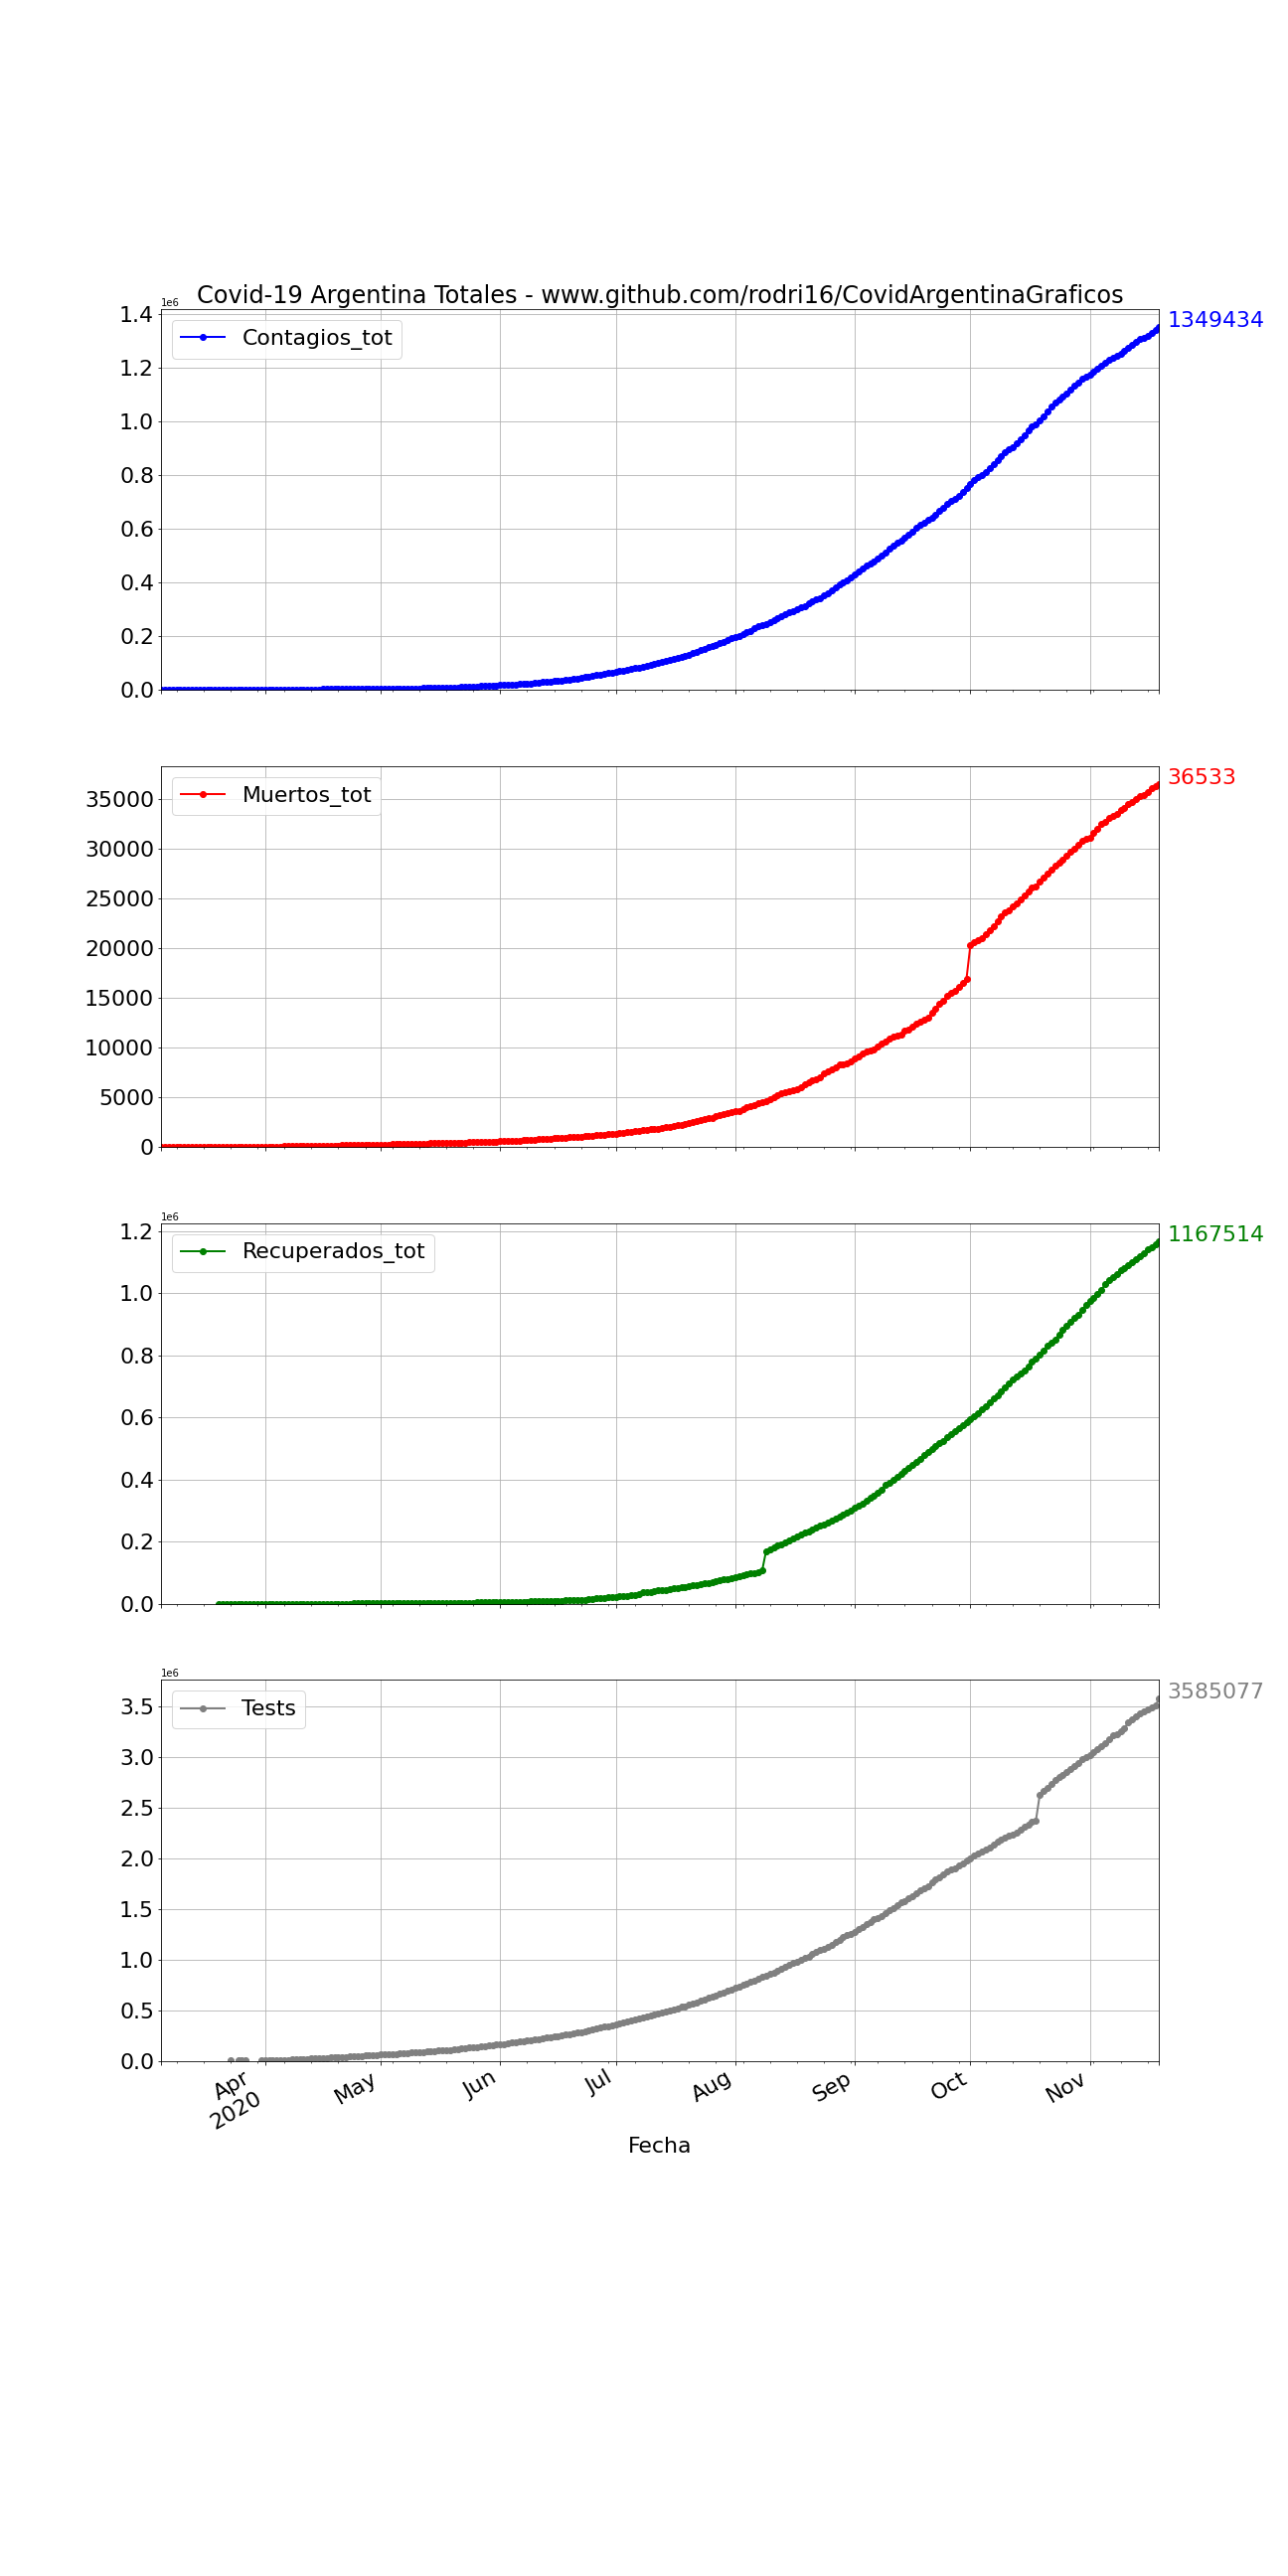 Covid-19 Argentina Totales - www.github.com/rodri16/CovidArgentinaGraficos
1e6
1.4
1.2
1.0
0.8
0.6
0.4
0.2
0.0
Contagios_tot
1349434
35000
30000
25000
20000
15000
10000
5000
0
Muertos_tot
36533
1e6
1.2
1.0
0.8
0.6
0.4
0.2
0.0
Recuperados_tot
1167514
1e6
3.5
3.0
2.5
2.0
1.5
1.0
0.5
0.0
Tests
3585077
Apr
2020
May
Jun
Jul
Aug
Sep
Oct
Nov
Fecha